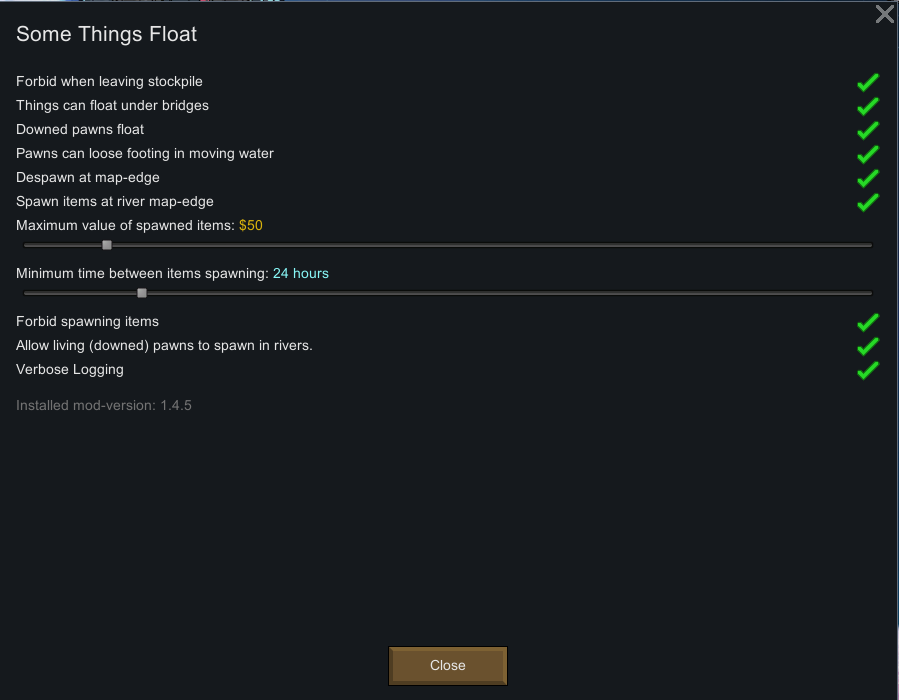 Some Things Float
Forbid when leaving stockpile
Things can float under bridges
Downed pawns float
Pawns can loose footing in moving water
Despawn at map-edge
Spawn items at river map-edge
Maximum value of spawned items: $50
Minimum time between items spawning: 24 hours
Forbid spawning items
Allow living (downed) pawns to spawn in rivers.
Verbose Logging
Installed mod-version: 1.4.5
Close